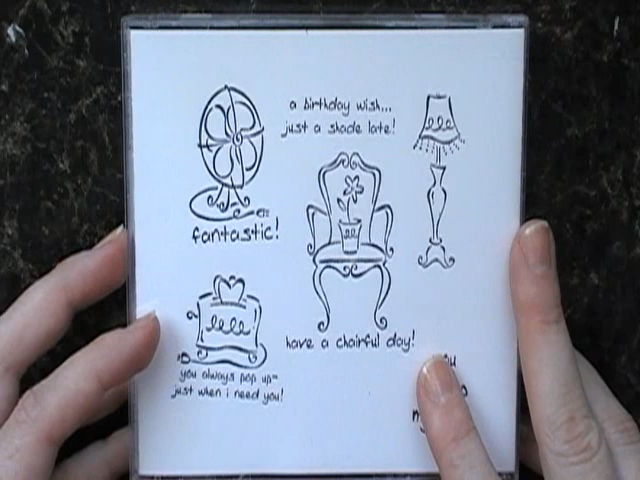 a birthday wish...
just a shade late!
fantastic!
have a chairful day!
you always pop up
just when i need you!